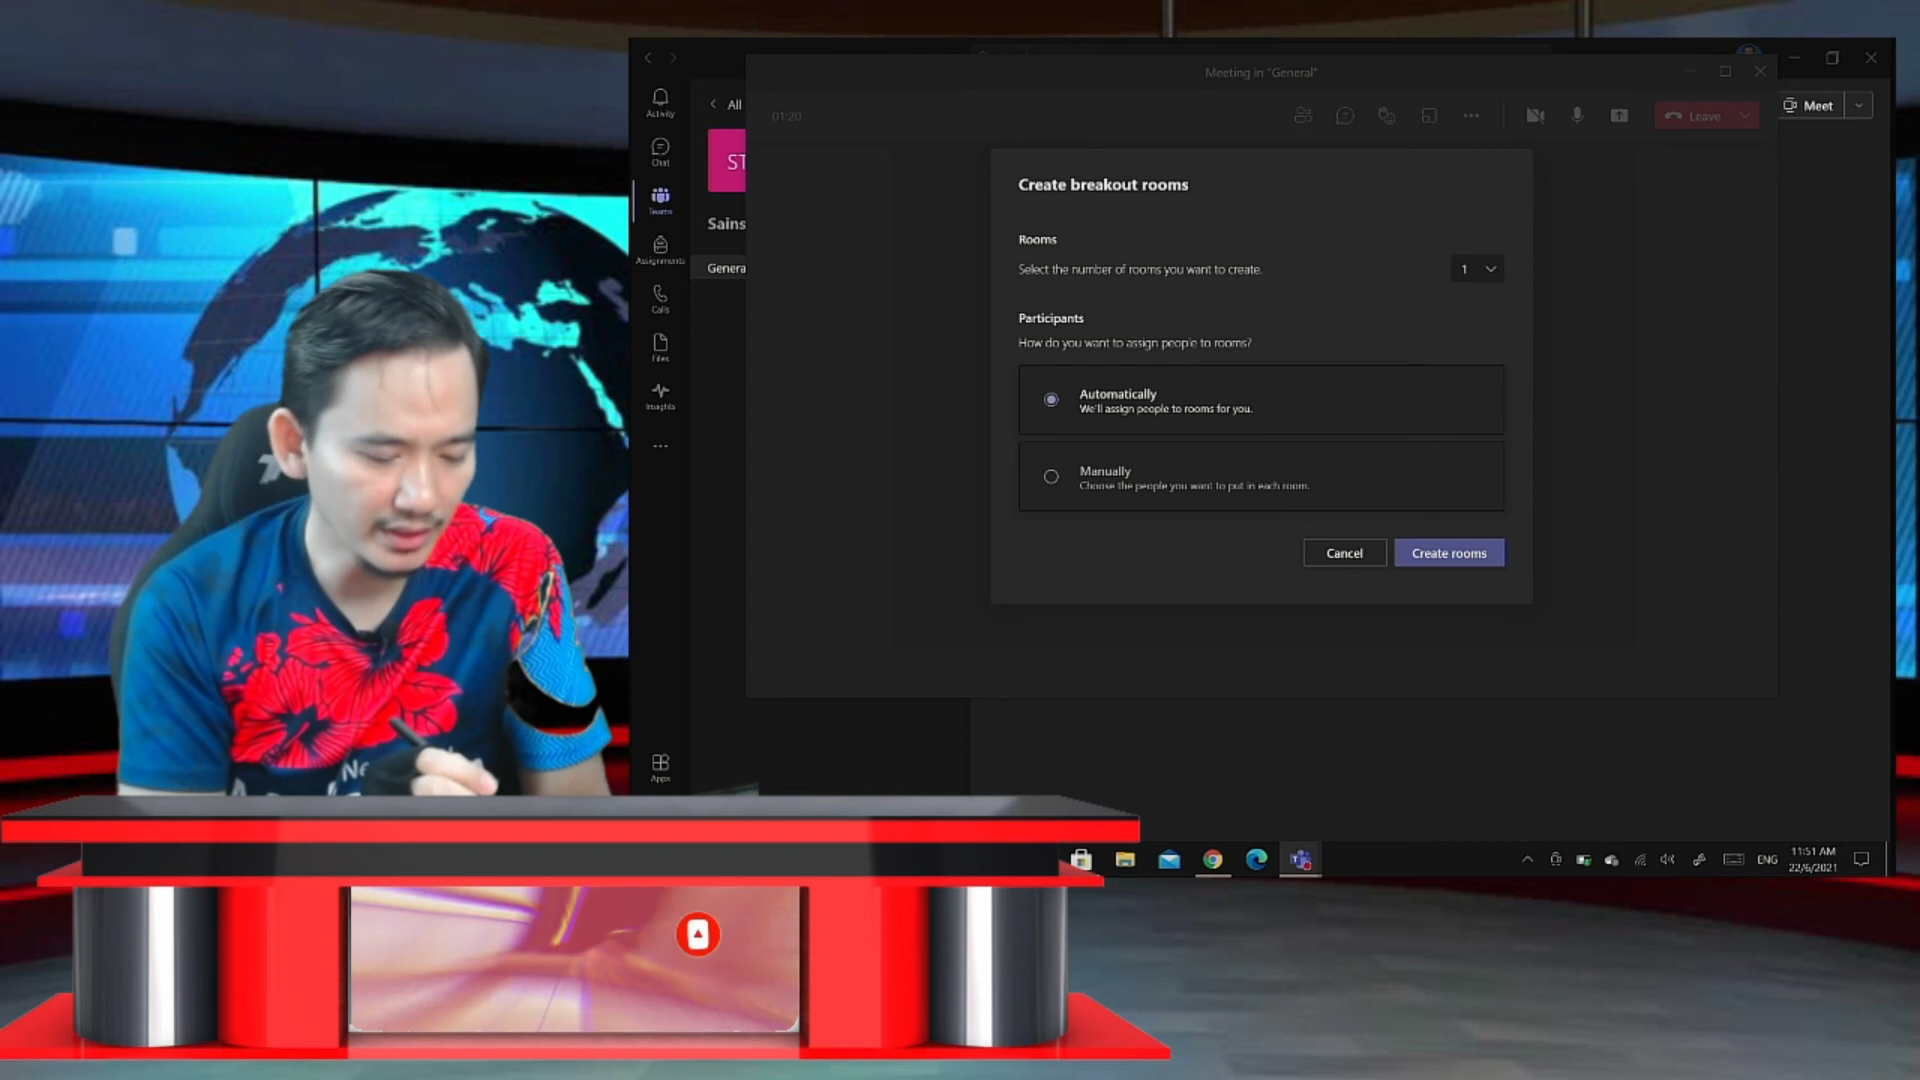 Meeting in "General"
Activity
All
Meet
01:20
Leave
Chat
ST
Create breakout rooms
Teams
Sains
Rooms
Assignments
Genera
Select the number of rooms you want to create.
1
Calls
Participants
How do you want to assign people to rooms?
Files
Automatically
We'll assign people to rooms for you.
Insights
Manually
Choose the people you want to put in each room.
Cancel
Create rooms
Apps
Ne
ENG
11:51 AM
22/6/2021